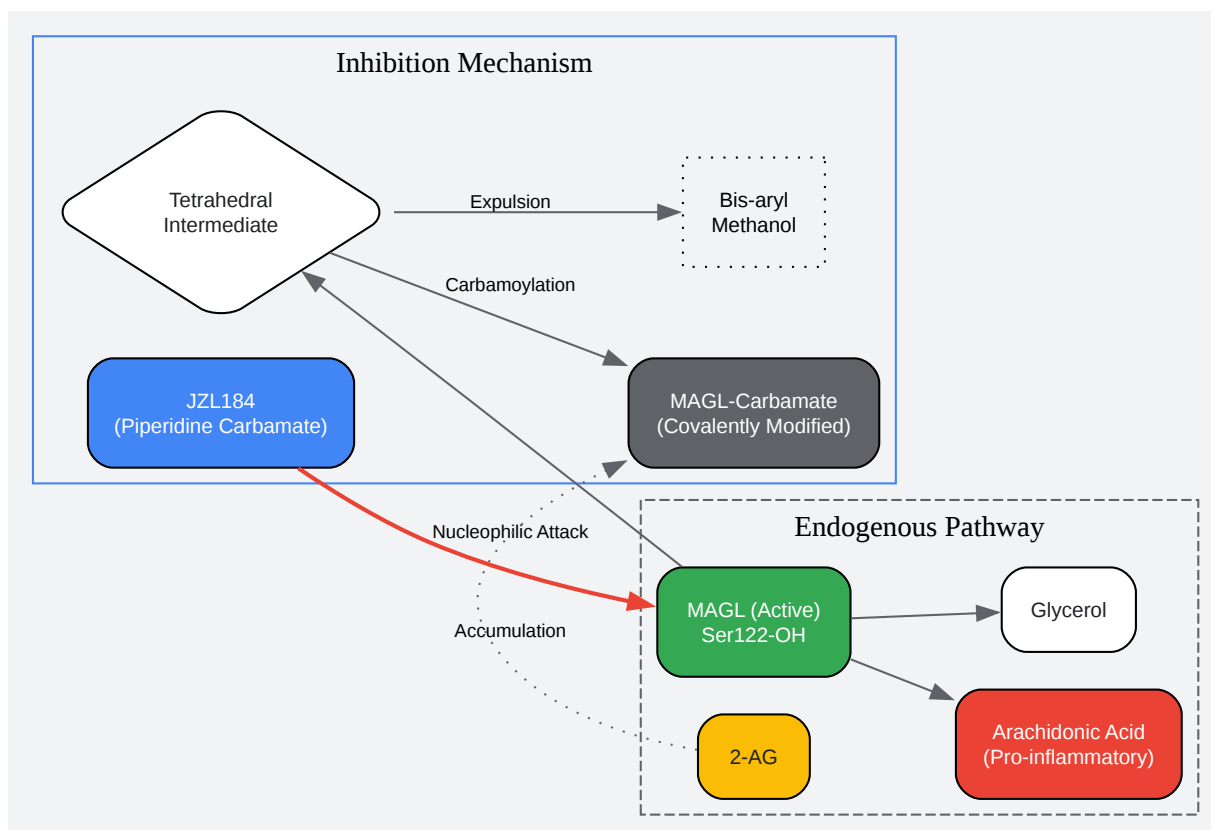 Inhibition Mechanism
Tetrahedral
Intermediate
Expulsion
Bis-aryl
Methanol
Carbamoylation
JZL184
(Piperidine Carbamate)
MAGL-Carbamate
(Covalently Modified)
Nucleophilic Attack
Endogenous Pathway
MAGL (Active)
Ser122-OH
Glycerol
Accumulation
2-AG
Arachidonic Acid
(Pro-inflammatory)